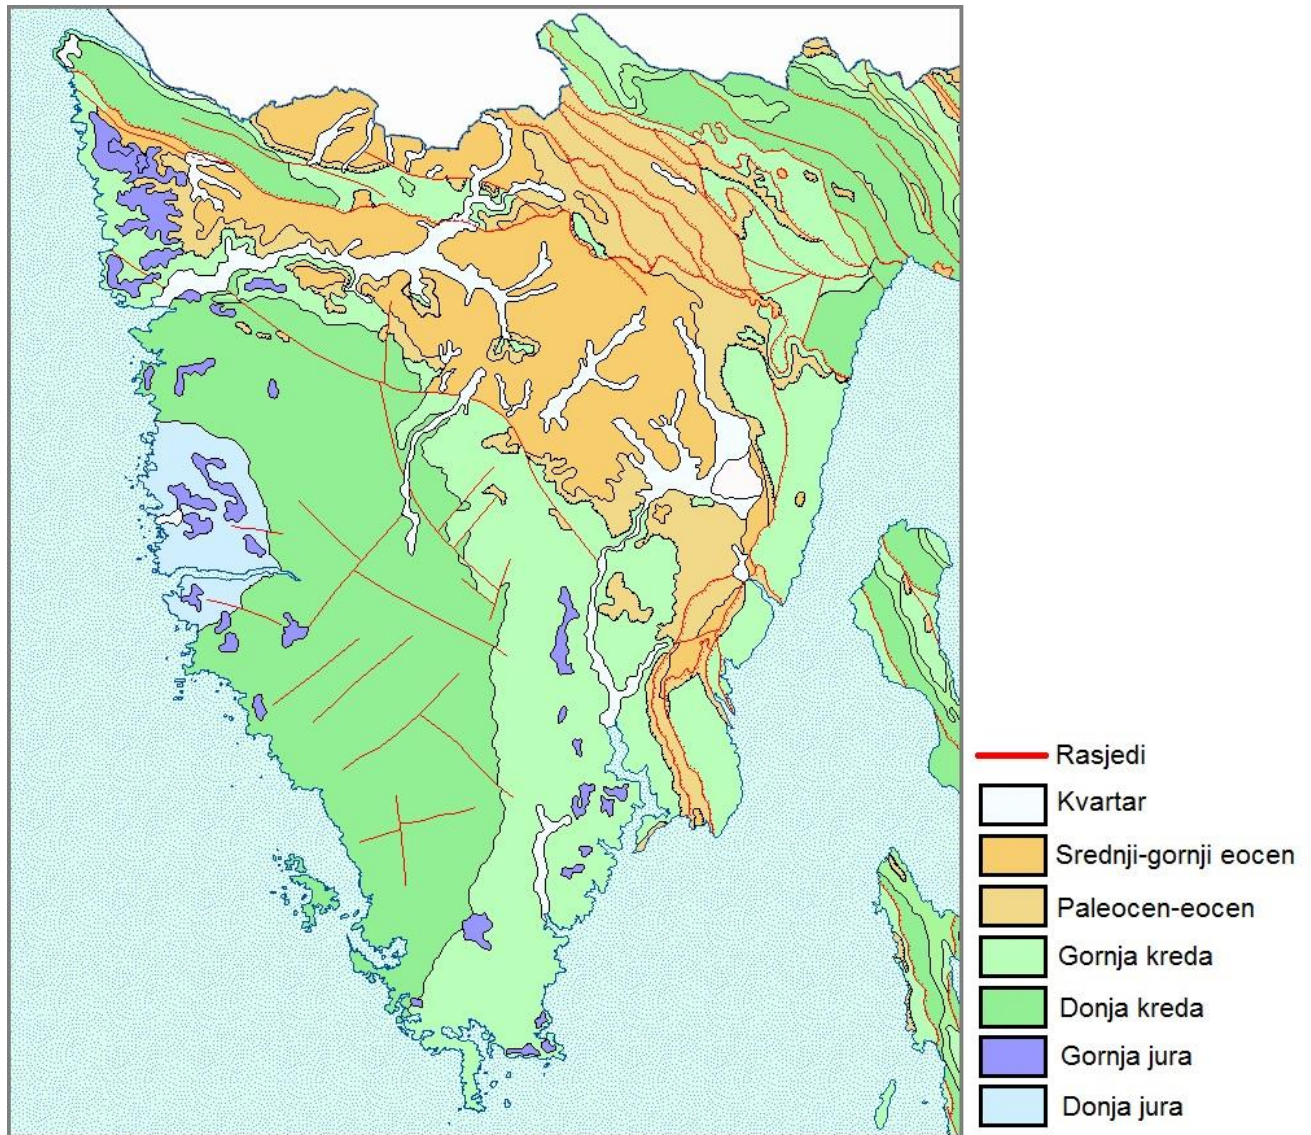 Rasjedi
Kvartar
Srednji-gornji eocen
Paleocen-eocen
Gornja kreda
Donja kreda
Gornja jura
Donja jura